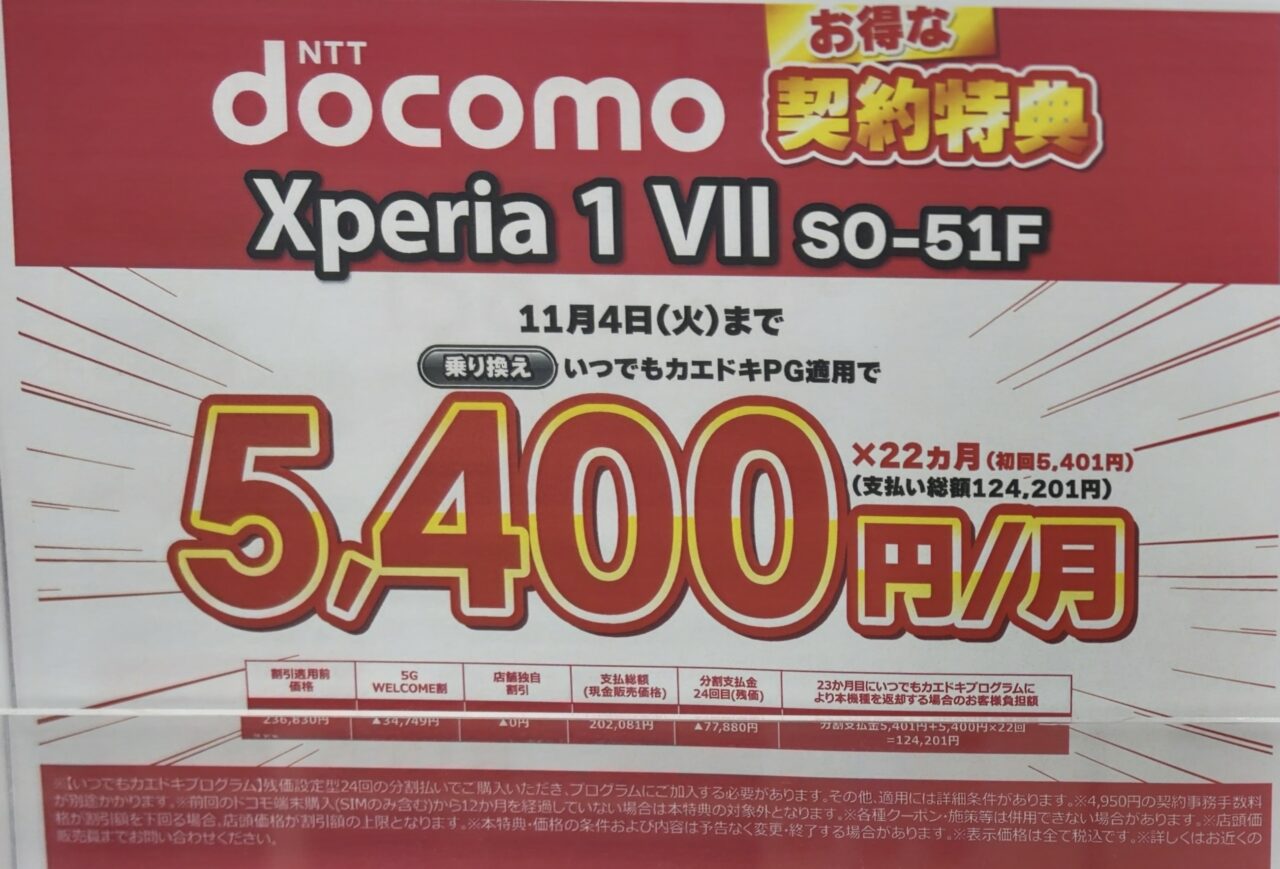 お得な
契約特典
NTT
docomo
Xperia 1 VII SO-51F
11月4日(火)まで
乗り換え いつでもカエドキPG適用で
5,400円/月
×22カ月(初回5,401円)
(支払い総額124,201円)
割引適用前価格 5G WELCOME割 店舗独自割引 支払総額(現金販売価格) 分割支払金24回目(残価) 23か月目にいつでもカエドキプログラムにより本機種を返却する場合のお客様負担額
236,830円 ▲34,749円 ▲0円 202,081円 ▲77,880円 分割支払金5,401円+5,400円×22回
=124,201円
※【いつでもカエドキプログラム】残価設定型24回の分割払いでご購入いただき、プログラムにご加入する必要があります。その他、適用には詳細条件があります。※4,950円の契約事務手数料
が別途かかります。※前回のドコモ端末購入(SIMのみ含む)から12か月を経過していない場合は本特典の対象外となります。※各種クーポン・施策等は併用できない場合があります。※店頭価
格が割引額を下回る場合、店頭価格が割引額の上限となります。※本特典・価格の条件および内容は予告なく変更・終了する場合があります。※表示価格は全て税込です。※詳しくはお近くの
販売員までお問い合わせください。